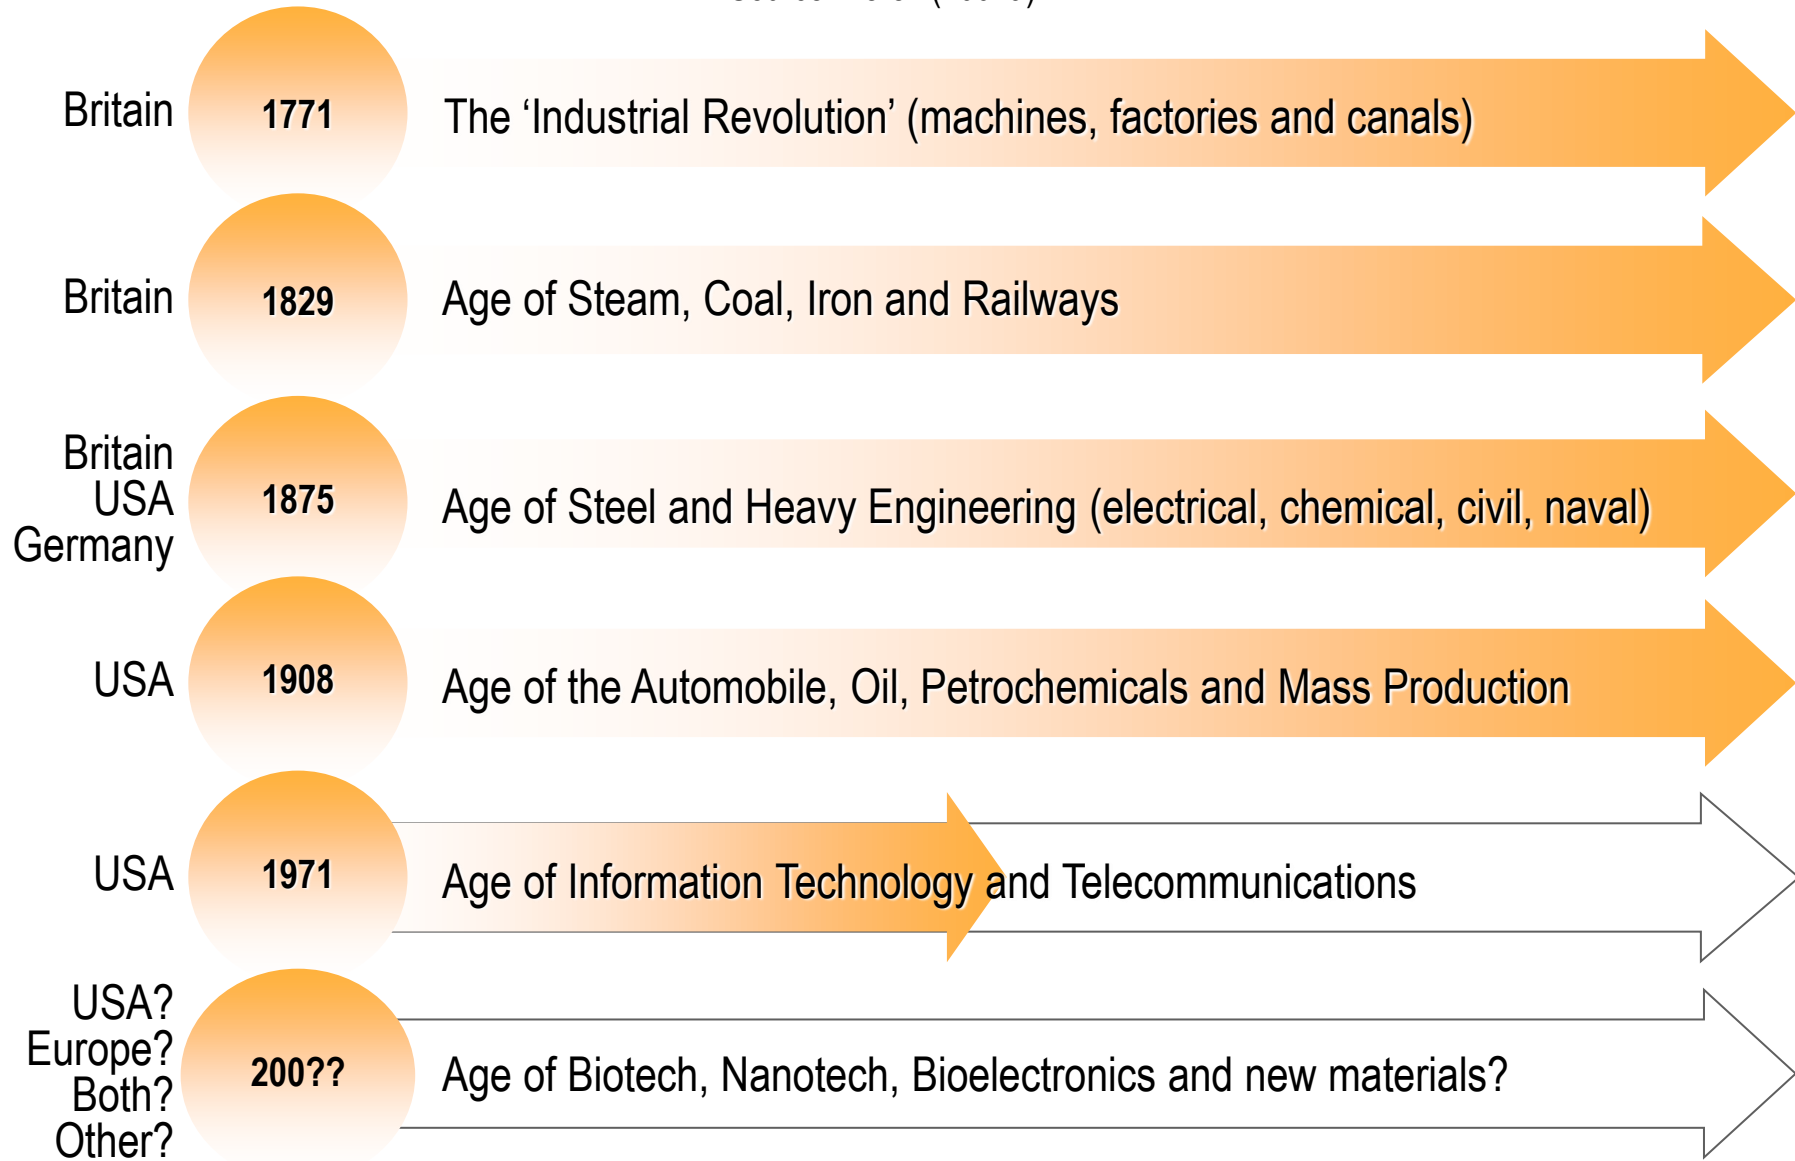 Britain
1771
The ‘Industrial Revolution’ (machines, factories and canals)
Britain
1829
Age of Steam, Coal, Iron and Railways
Britain
USA
Germany
1875
Age of Steel and Heavy Engineering (electrical, chemical, civil, naval)
USA
1908
Age of the Automobile, Oil, Petrochemicals and Mass Production
USA
1971
Age of Information Technology and Telecommunications
USA?
Europe?
Both?
Other?
200??
Age of Biotech, Nanotech, Bioelectronics and new materials?